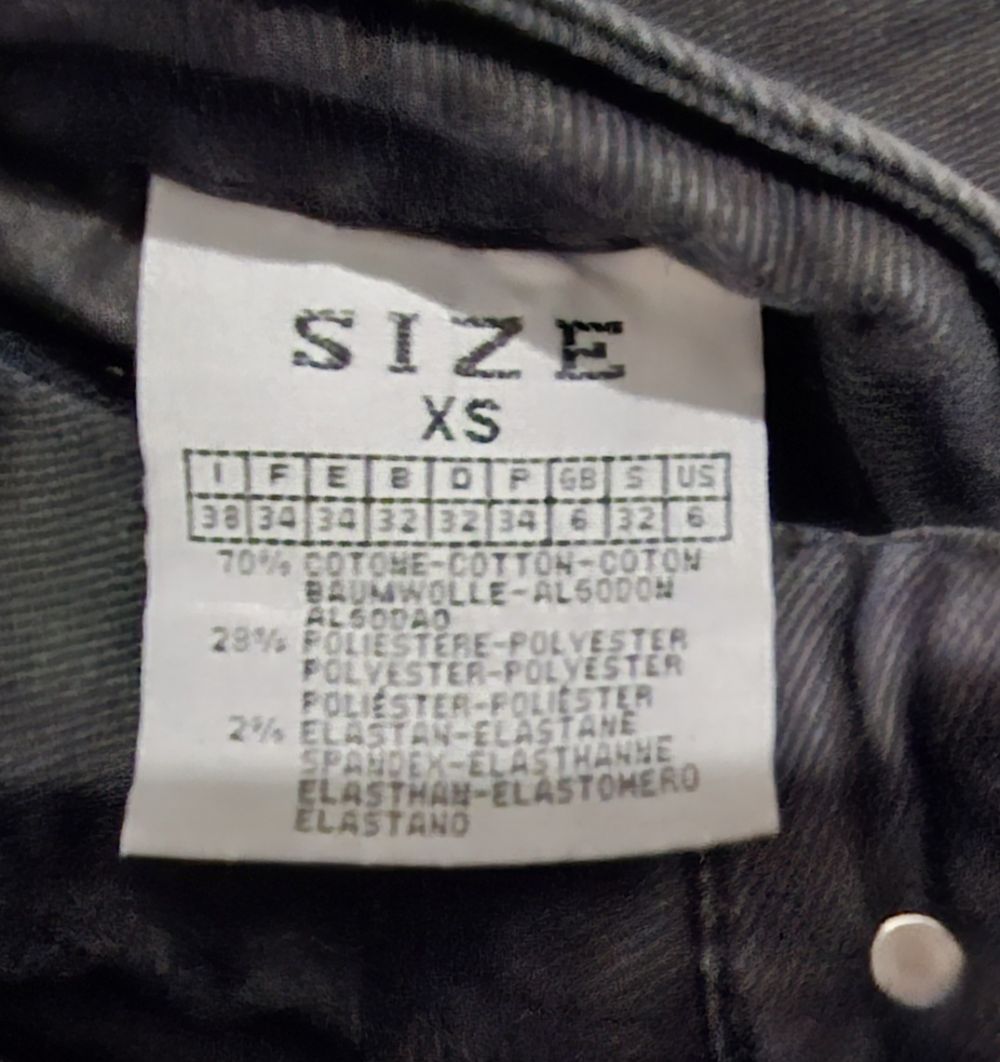 SIZE
XS
I F E B D P GB S US
38 34 34 32 32 34 6 32 6
70% COTONE-COTTON-COTON
BAUMWOLLE-ALGODON
ALGODAO
28% POLIESTERE-POLYESTER
POLYESTER-POLYESTER
POLIÉSTER-POLIÉSTER
2% ELASTAN-ELASTANE
SPANDEX-ELASTHANNE
ELASTHAN-ELASTOMERO
ELASTANO